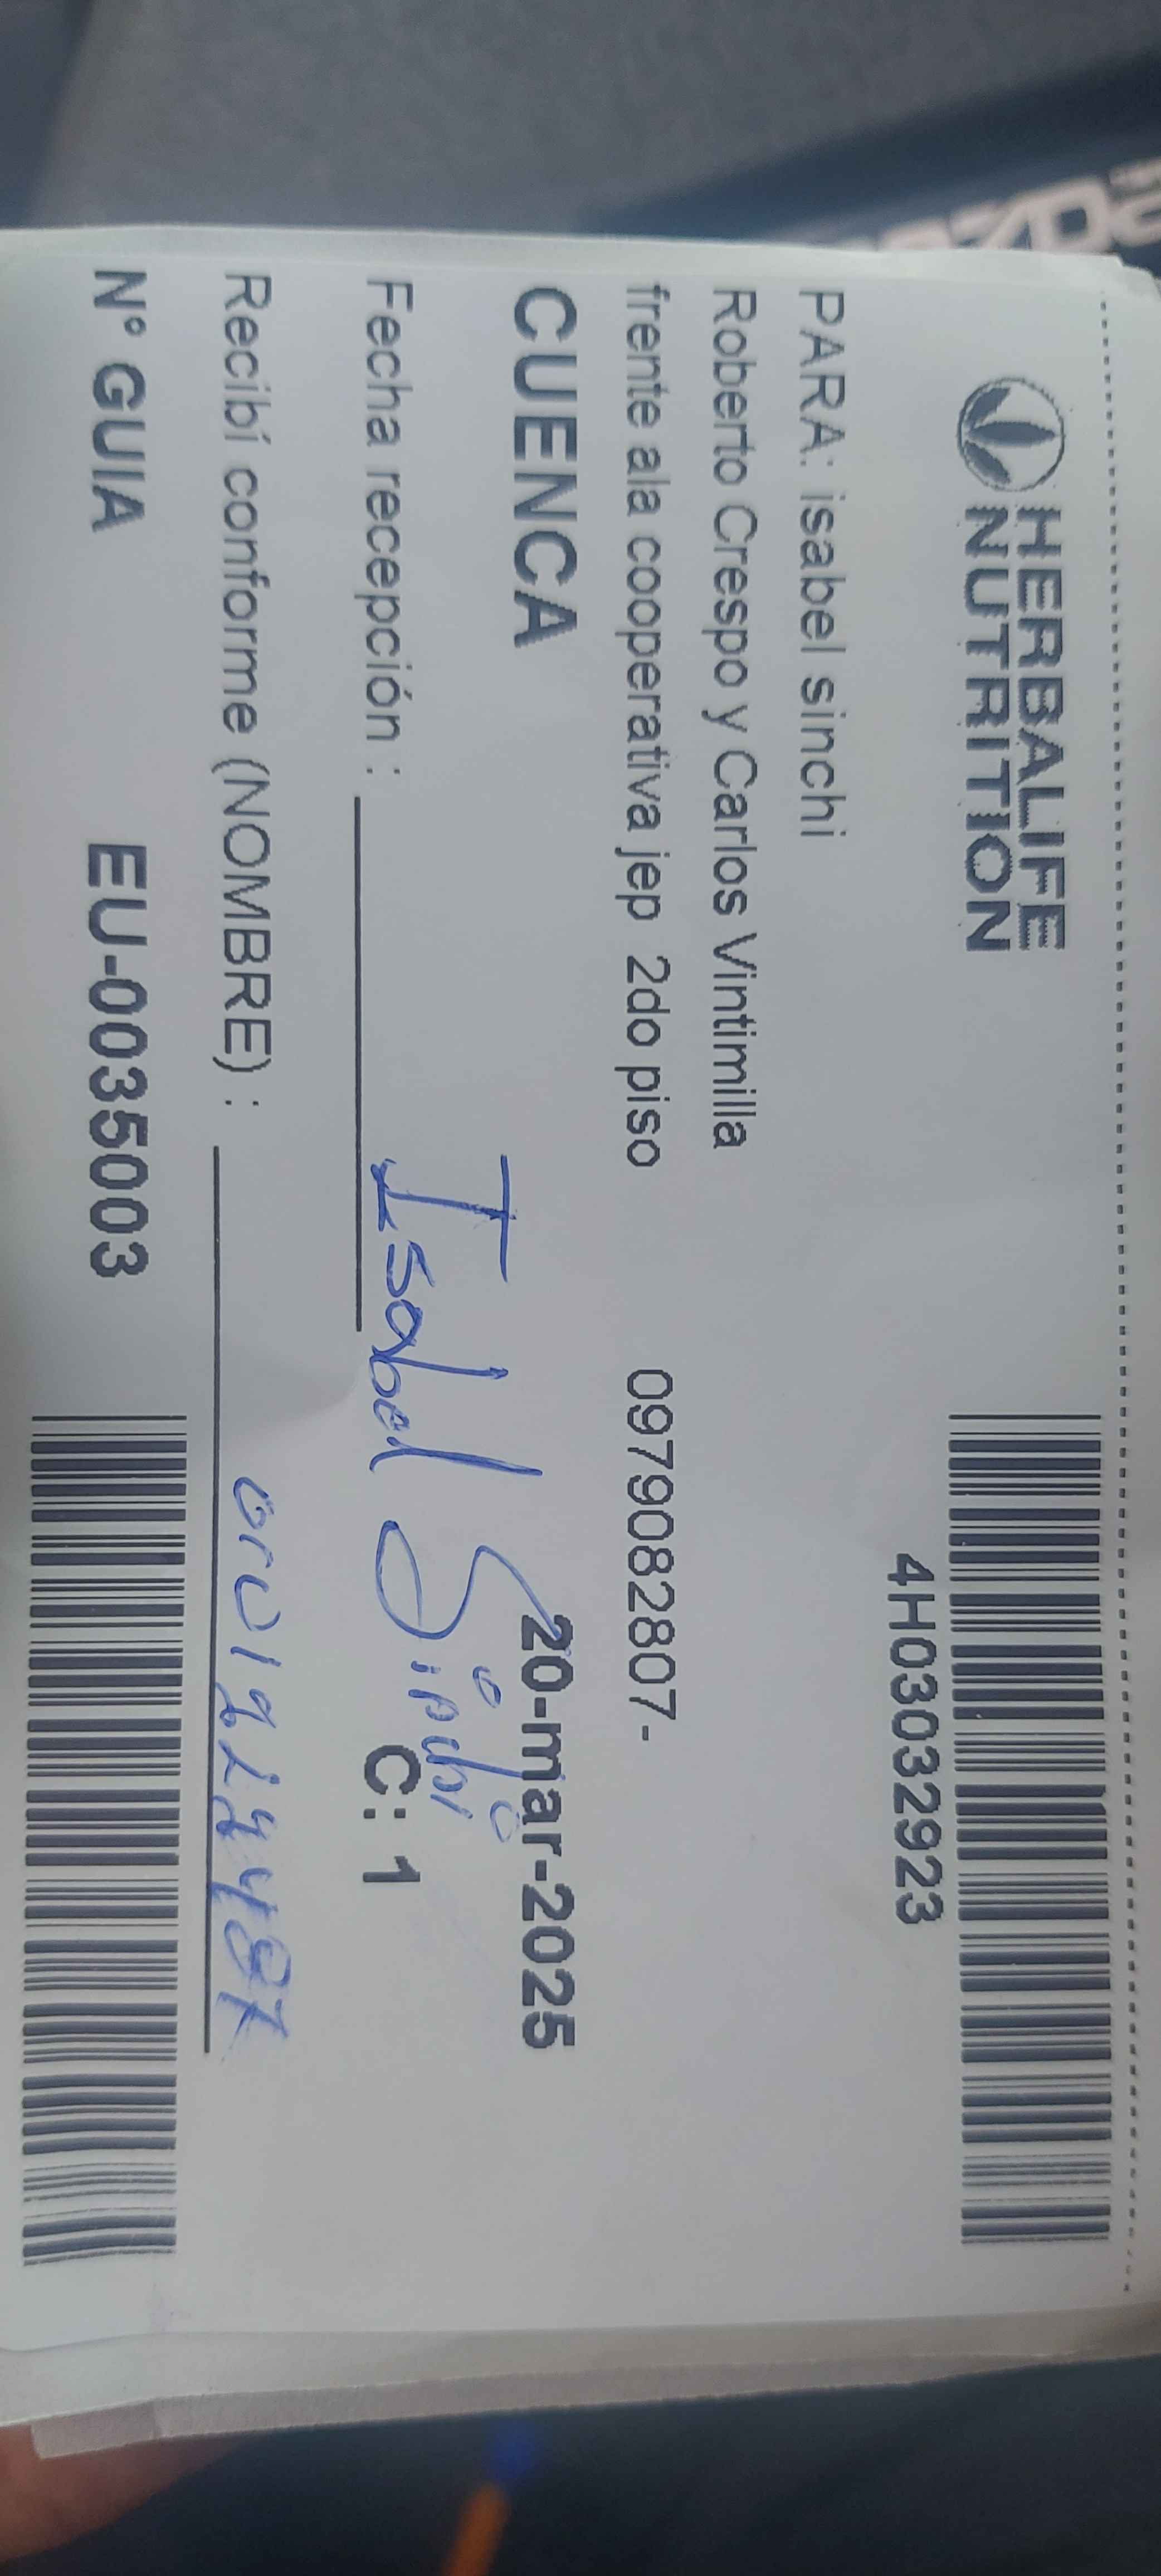 HERBALIFE
NUTRITION
4H03032923
PARA: isabel sinchi
Roberto Crespo y Carlos Vintimilla
frente ala cooperativa jep 2do piso 0979082807-
CUENCA 20-mar-2025
Isabel Sinchi
Fecha recepción : C: 1
Recibí conforme (NOMBRE) :
N° GUIA EU-0035003